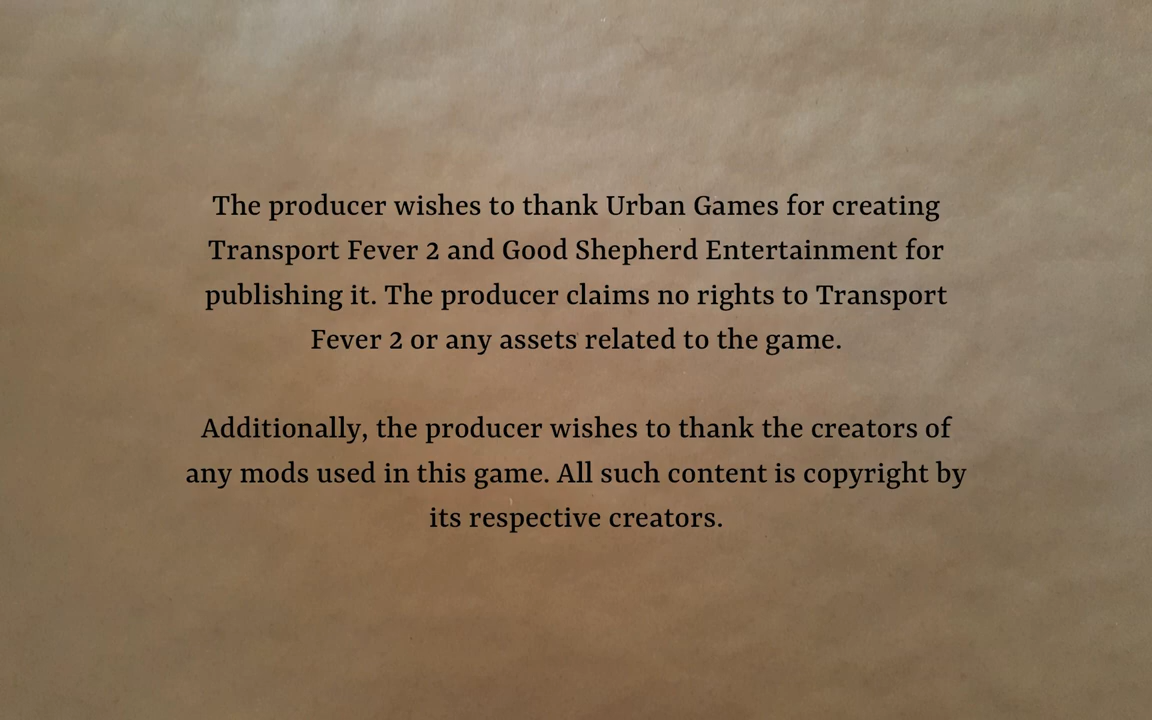 The producer wishes to thank Urban Games for creating
Transport Fever 2 and Good Shepherd Entertainment for
publishing it. The producer claims no rights to Transport
Fever 2 or any assets related to the game.
Additionally, the producer wishes to thank the creators of
any mods used in this game. All such content is copyright by
its respective creators.